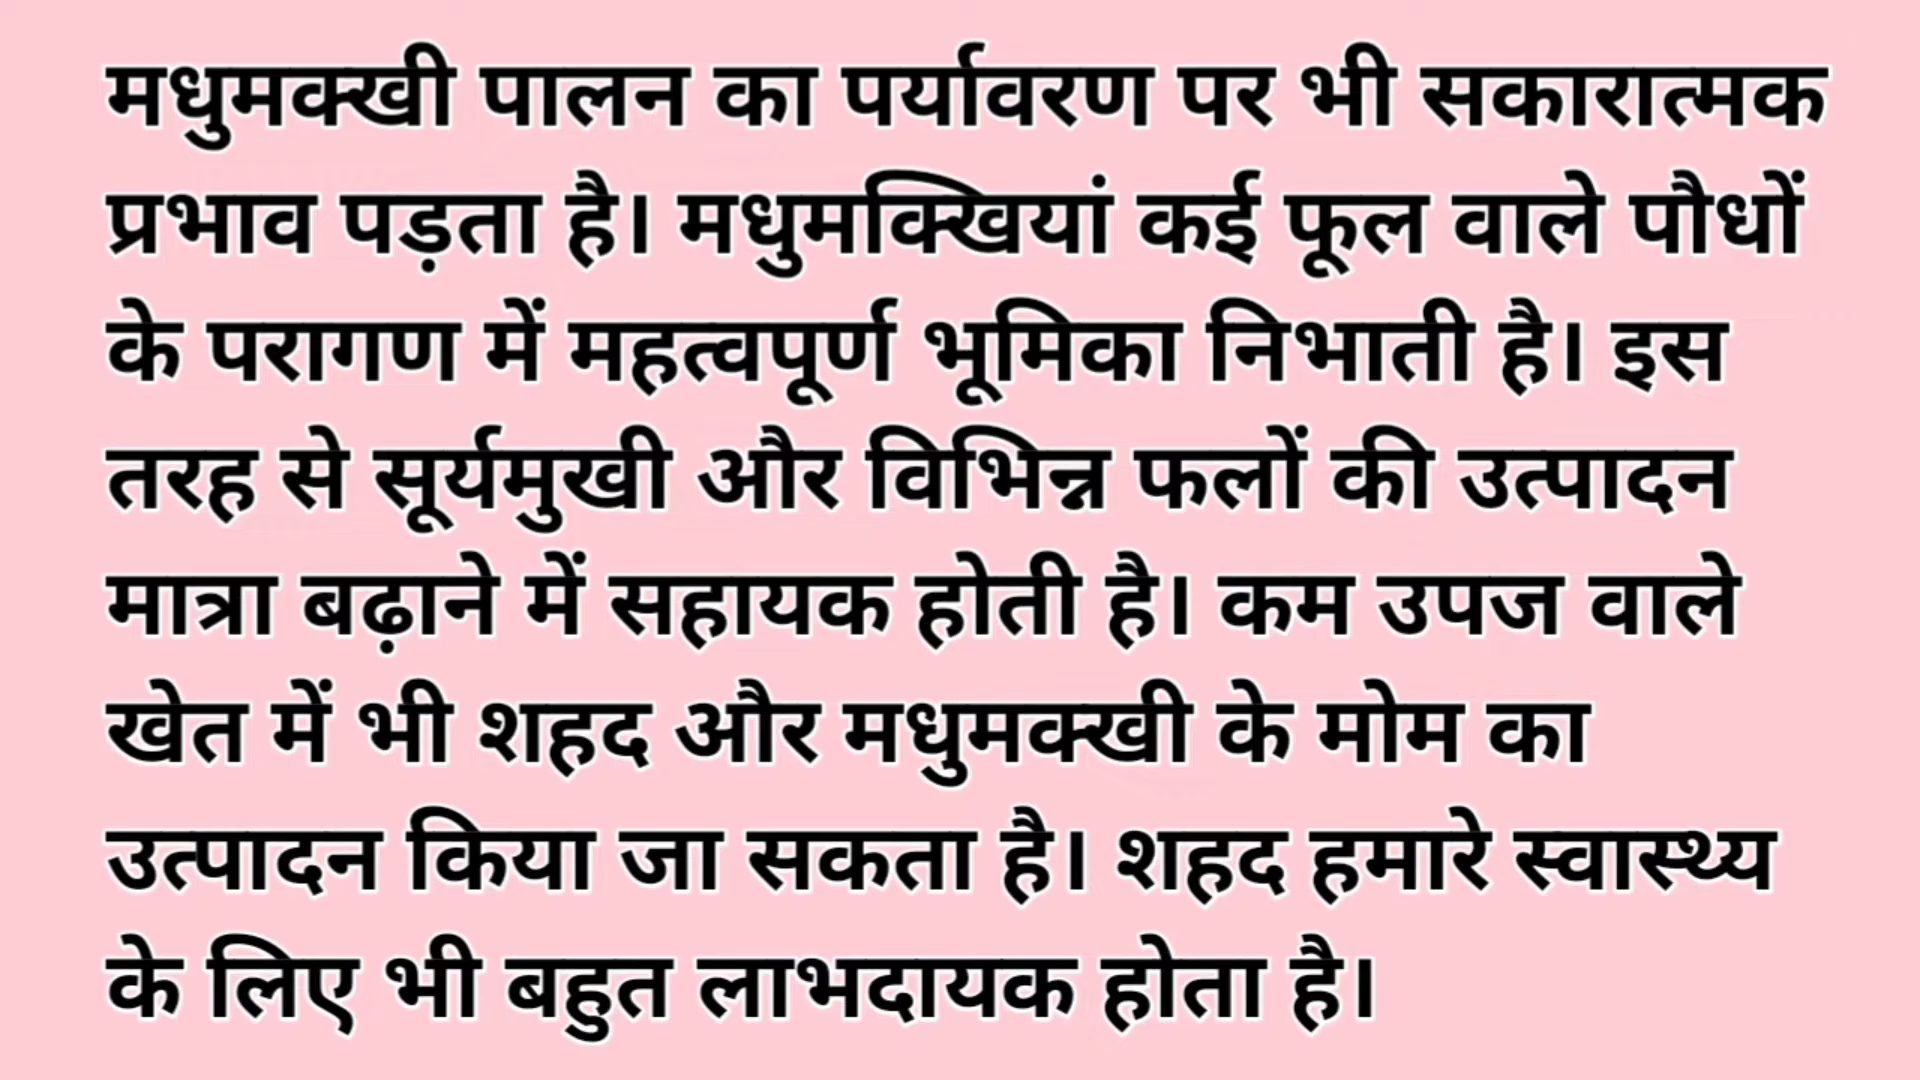 मधुमक्खी पालन का पर्यावरण पर भी सकारात्मक
प्रभाव पड़ता है। मधुमक्खियां कई फूल वाले पौधों
के परागण में महत्वपूर्ण भूमिका निभाती है। इस
तरह से सूर्यमुखी और विभिन्न फलों की उत्पादन
मात्रा बढ़ाने में सहायक होती है। कम उपज वाले
खेत में भी शहद और मधुमक्खी के मोम का
उत्पादन किया जा सकता है। शहद हमारे स्वास्थ्य
के लिए भी बहुत लाभदायक होता है।